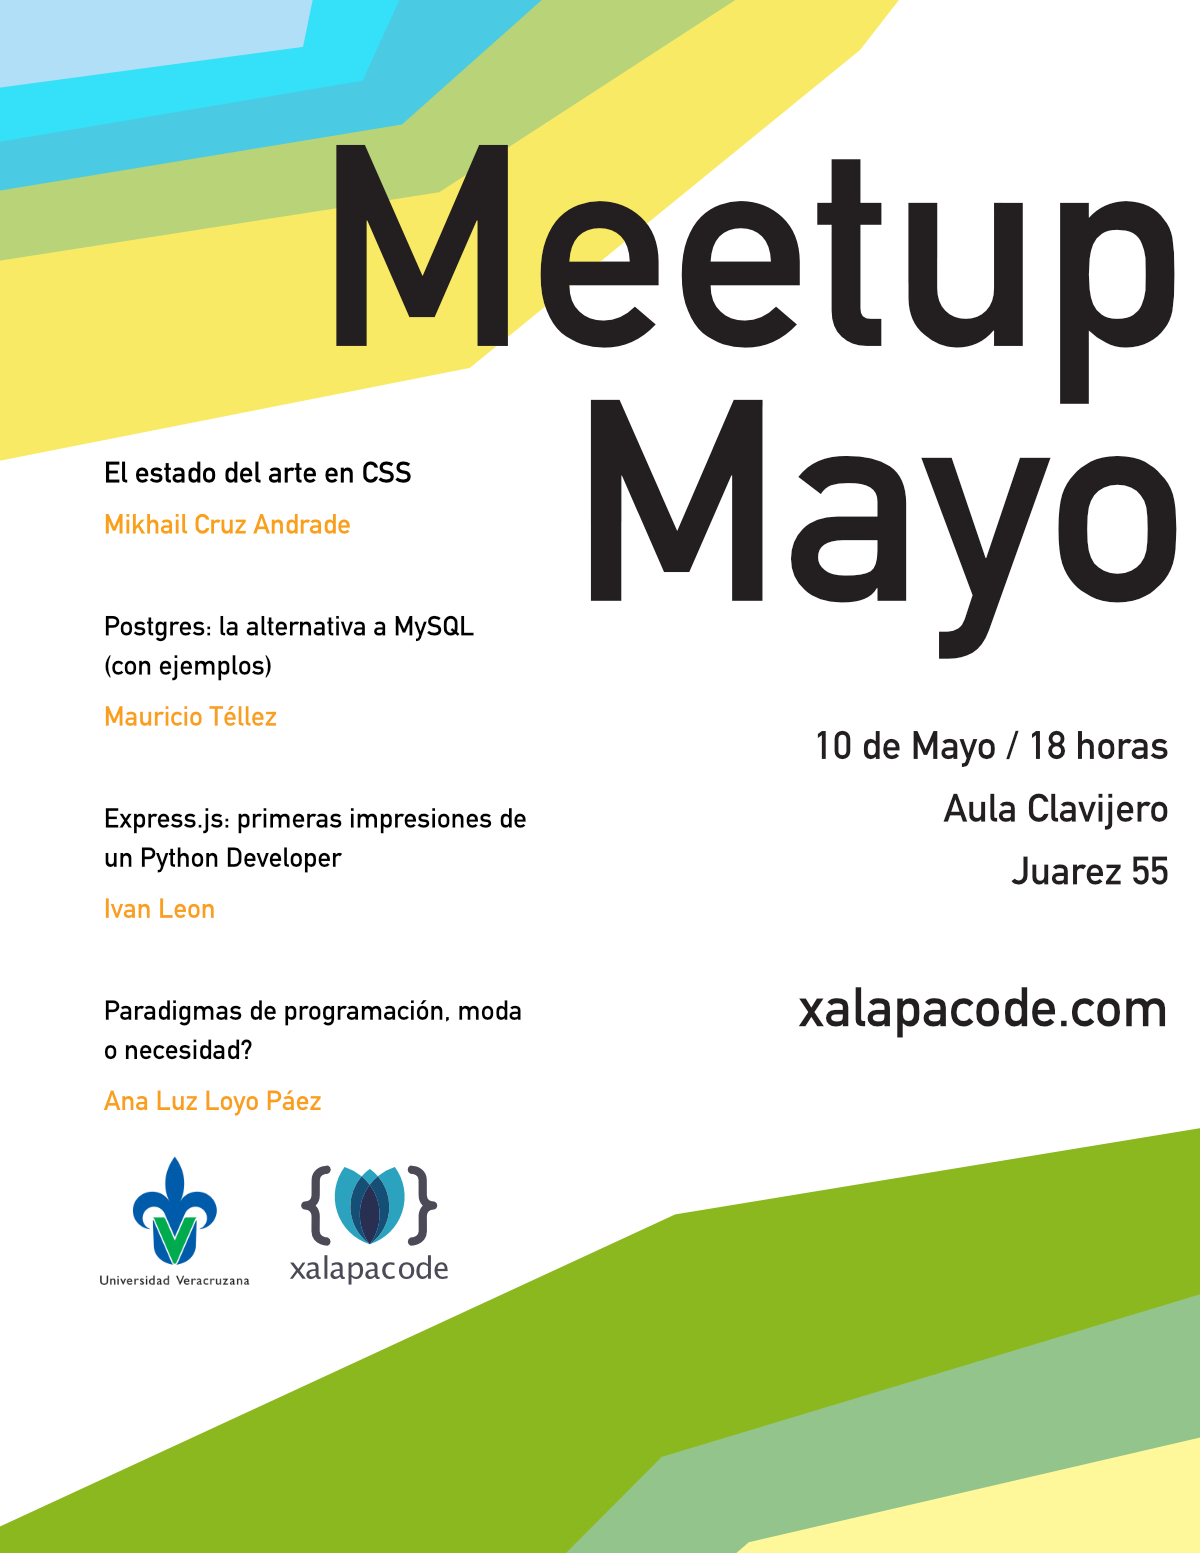 Meetup
Mayo
El estado del arte en CSS
Mikhail Cruz Andrade
Postgres: la alternativa a MySQL
(con ejemplos)
Mauricio Téllez
Express.js: primeras impresiones de
un Python Developer
Ivan Leon
Paradigmas de programación, moda
o necesidad?
Ana Luz Loyo Páez
10 de Mayo / 18 horas
Aula Clavijero
Juarez 55
xalapacode.com
Universidad Veracruzana
{ }
xalapacode